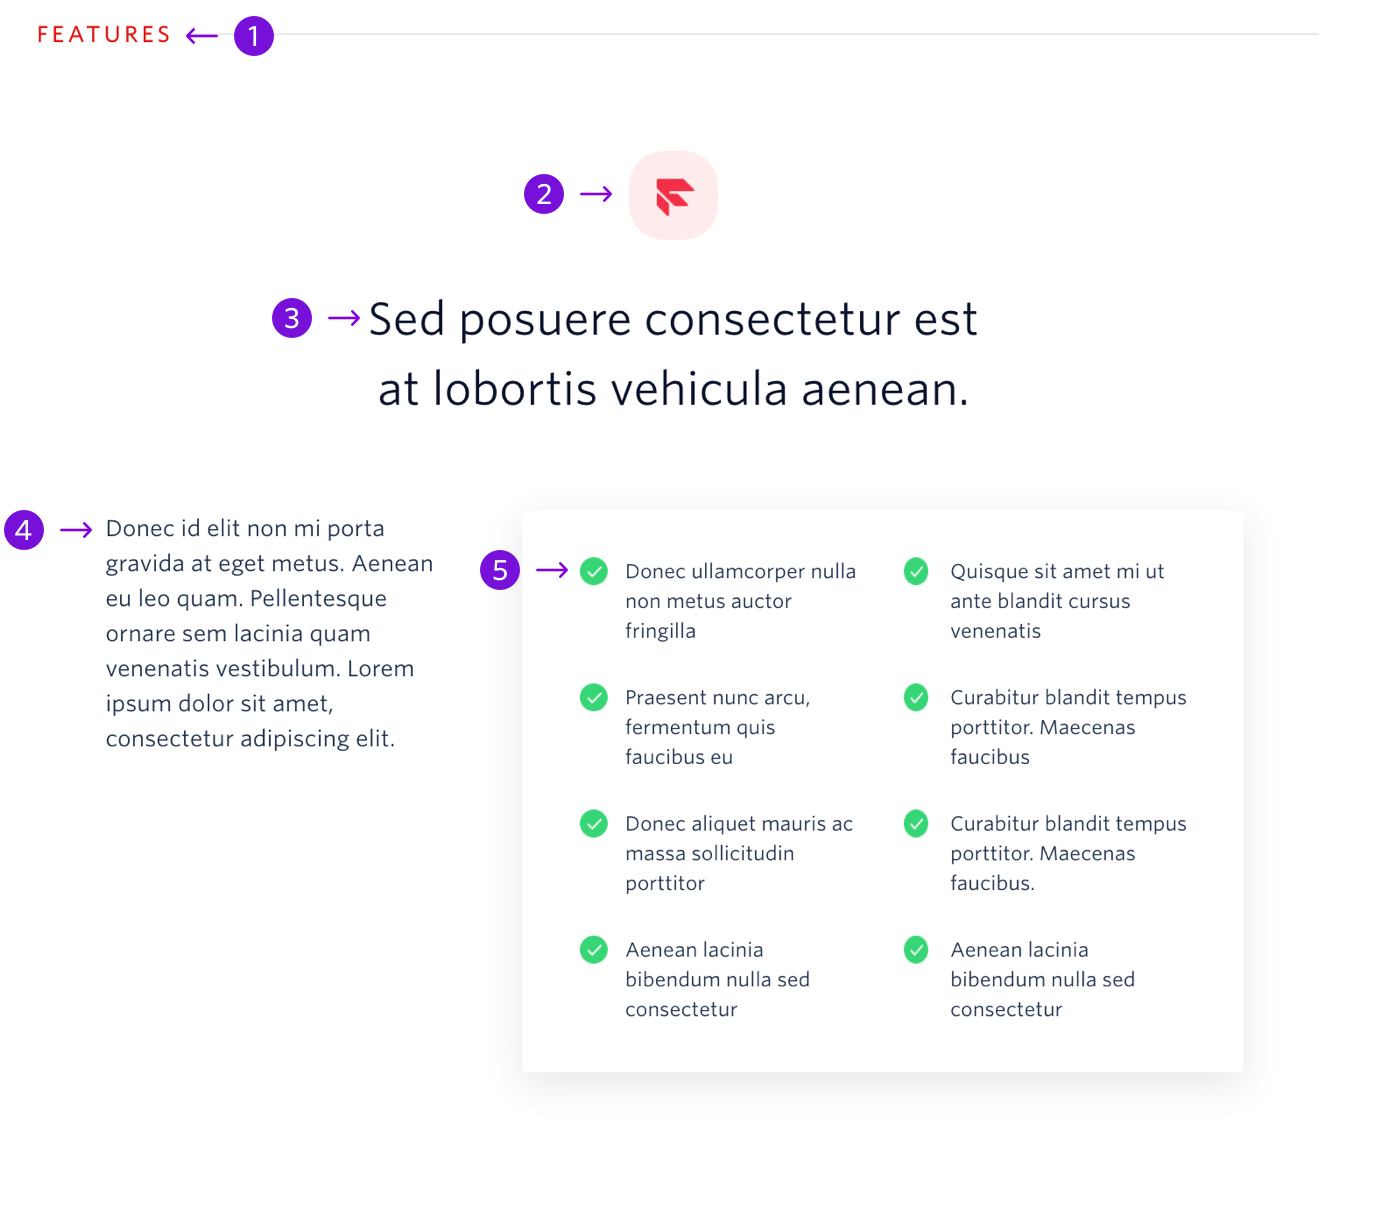 FEATURES
1
2
3
Sed posuere consectetur est
at lobortis vehicula aenean.
4
Donec id elit non mi porta
gravida at eget metus. Aenean
eu leo quam. Pellentesque
ornare sem lacinia quam
venenatis vestibulum. Lorem
ipsum dolor sit amet,
consectetur adipiscing elit.
5
Donec ullamcorper nulla
non metus auctor
fringilla
Quisque sit amet mi ut
ante blandit cursus
venenatis
Praesent nunc arcu,
fermentum quis
faucibus eu
Curabitur blandit tempus
porttitor. Maecenas
faucibus
Donec aliquet mauris ac
massa sollicitudin
porttitor
Curabitur blandit tempus
porttitor. Maecenas
faucibus.
Aenean lacinia
bibendum nulla sed
consectetur
Aenean lacinia
bibendum nulla sed
consectetur